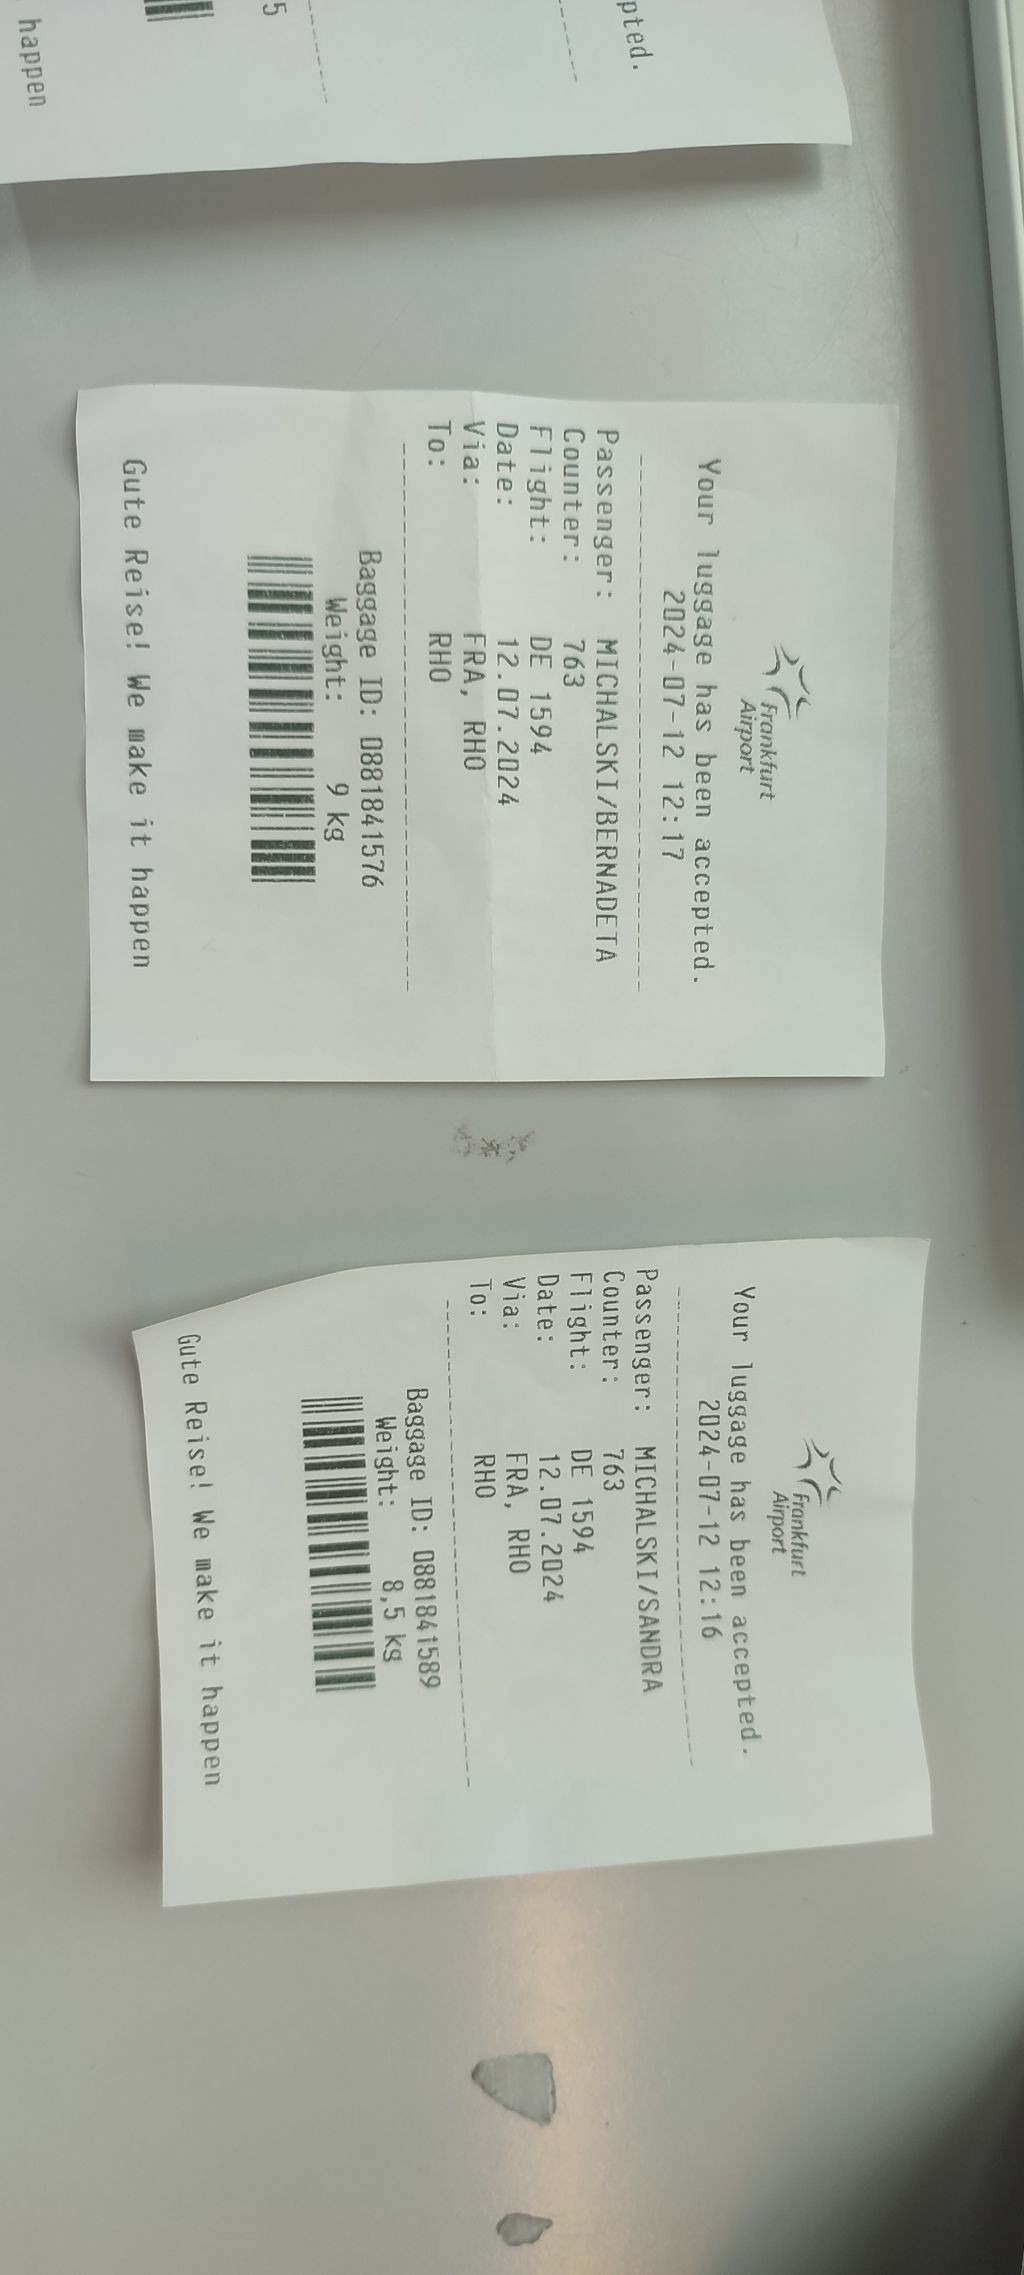 pted.
5
happen
Frankfurt
Airport
Your luggage has been accepted.
2024-07-12 12:17
Passenger: MICHALSKI/BERNADETA
Counter: 763
Flight: DE 1594
Date: 12.07.2024
Via: FRA, RHO
To: RHO
Baggage ID: 0881841576
Weight: 9 kg
Gute Reise! We make it happen
Frankfurt
Airport
Your luggage has been accepted.
2024-07-12 12:16
Passenger: MICHALSKI/SANDRA
Counter: 763
Flight: DE 1594
Date: 12.07.2024
Via: FRA, RHO
To: RHO
Baggage ID: 0881841589
Weight: 8,5 kg
Gute Reise! We make it happen